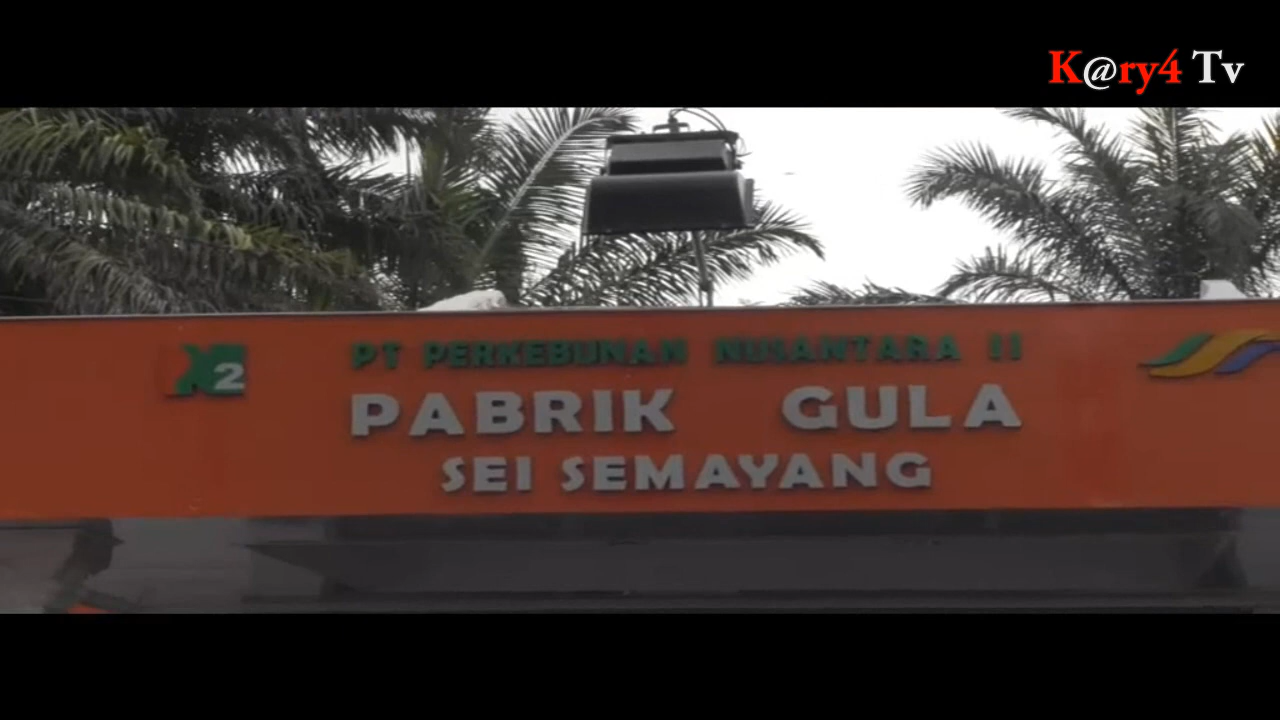 K@ry4 Tv
PT PERKEBUNAN NUSANTARA II
N2
PABRIK GULA
SEI SEMAYANG